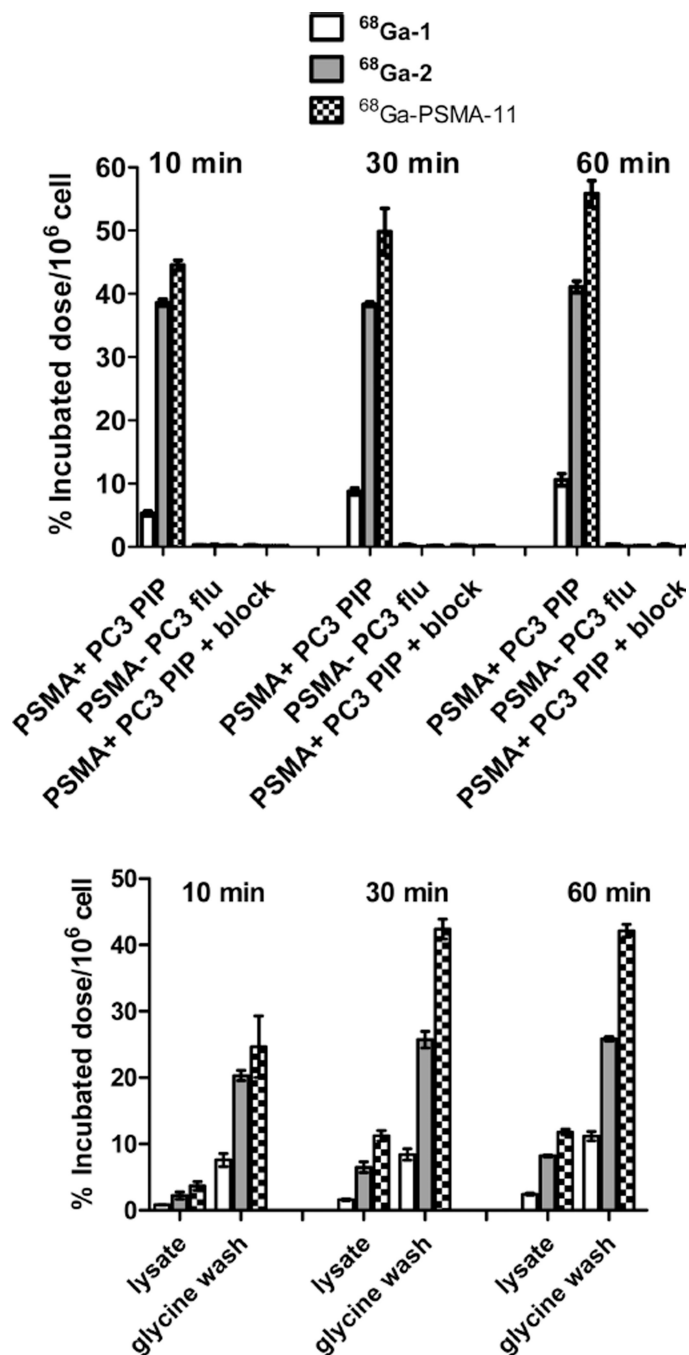 ⁶⁸Ga-1
⁶⁸Ga-2
⁶⁸Ga-PSMA-11
10 min 30 min 60 min
% Incubated dose/10⁶ cell
60
50
40
30
20
10
0
PSMA+ PC3 PIP
PSMA- PC3 flu
PSMA+ PC3 PIP + block
PSMA+ PC3 PIP
PSMA- PC3 flu
PSMA+ PC3 PIP + block
PSMA+ PC3 PIP
PSMA- PC3 flu
PSMA+ PC3 PIP + block
10 min 30 min 60 min
% Incubated dose/10⁶ cell
50
40
30
20
10
0
lysate
glycine wash
lysate
glycine wash
lysate
glycine wash